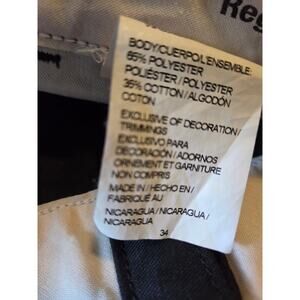 Reg
BODY/CUERPO/L'ENSEMBLE:
65% POLYESTER
POLIÉSTER / POLYESTER
35% COTTON / ALGODÓN
COTON
EXCLUSIVE OF DECORATION /
TRIMMINGS
EXCLUSIVO PARA
DECORACIÓN / ADORNOS
ORNEMENT ET GARNITURE
NON COMPRIS
MADE IN / HECHO EN /
FABRIQUÉ AU
NICARAGUA / NICARAGUA /
NICARAGUA
34